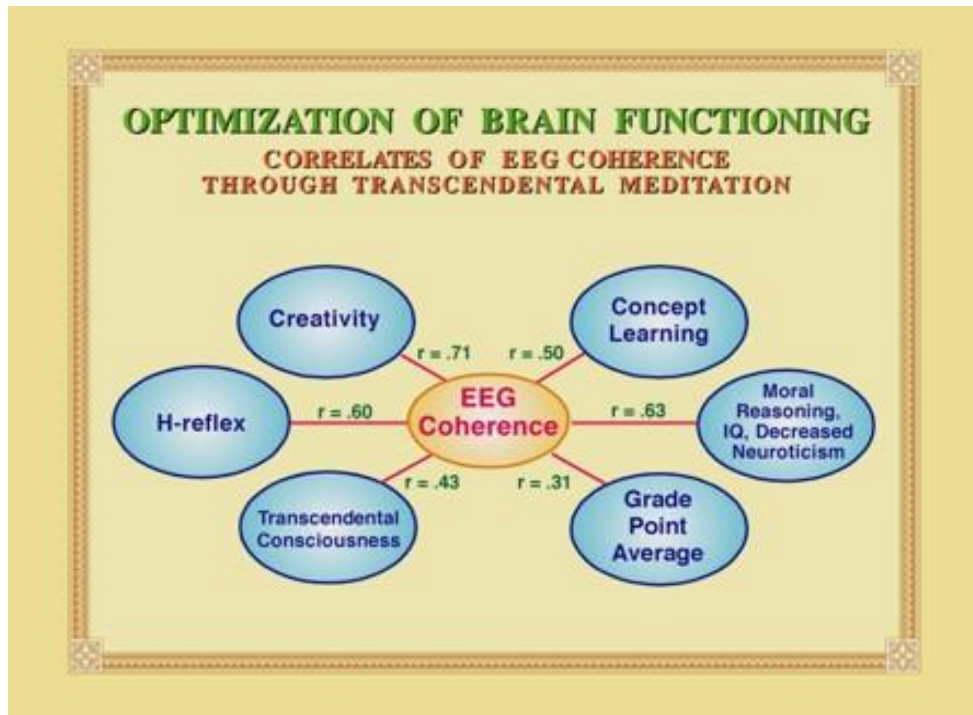 OPTIMIZATION OF BRAIN FUNCTIONING
CORRELATES OF EEG COHERENCE
THROUGH TRANSCENDENTAL MEDITATION
Creativity
r = .71
Concept
Learning
r = .50
H-reflex
r = .60
EEG
Coherence
r = .63
Moral
Reasoning,
IQ, Decreased
Neuroticism
Transcendental
Consciousness
r = .43
r = .31
Grade
Point
Average